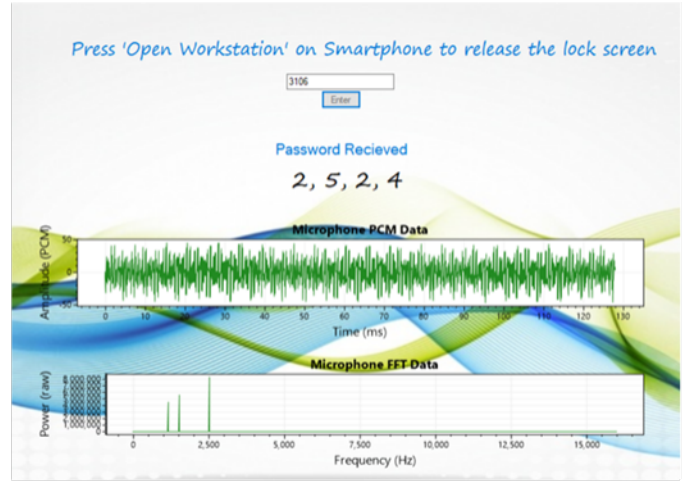 Press 'Open Workstation' on Smartphone to release the lock screen
3106
Enter
Password Recieved
2, 5, 2, 4
Microphone PCM Data
Amplitude (PCM)
50
0
-50
0 10 20 30 40 50 60 70 80 90 100 110 120 130
Time (ms)
Microphone FFT Data
Power (raw)
1,000,000
0
0 2,500 5,000 7,500 10,000 12,500 15,000
Frequency (Hz)